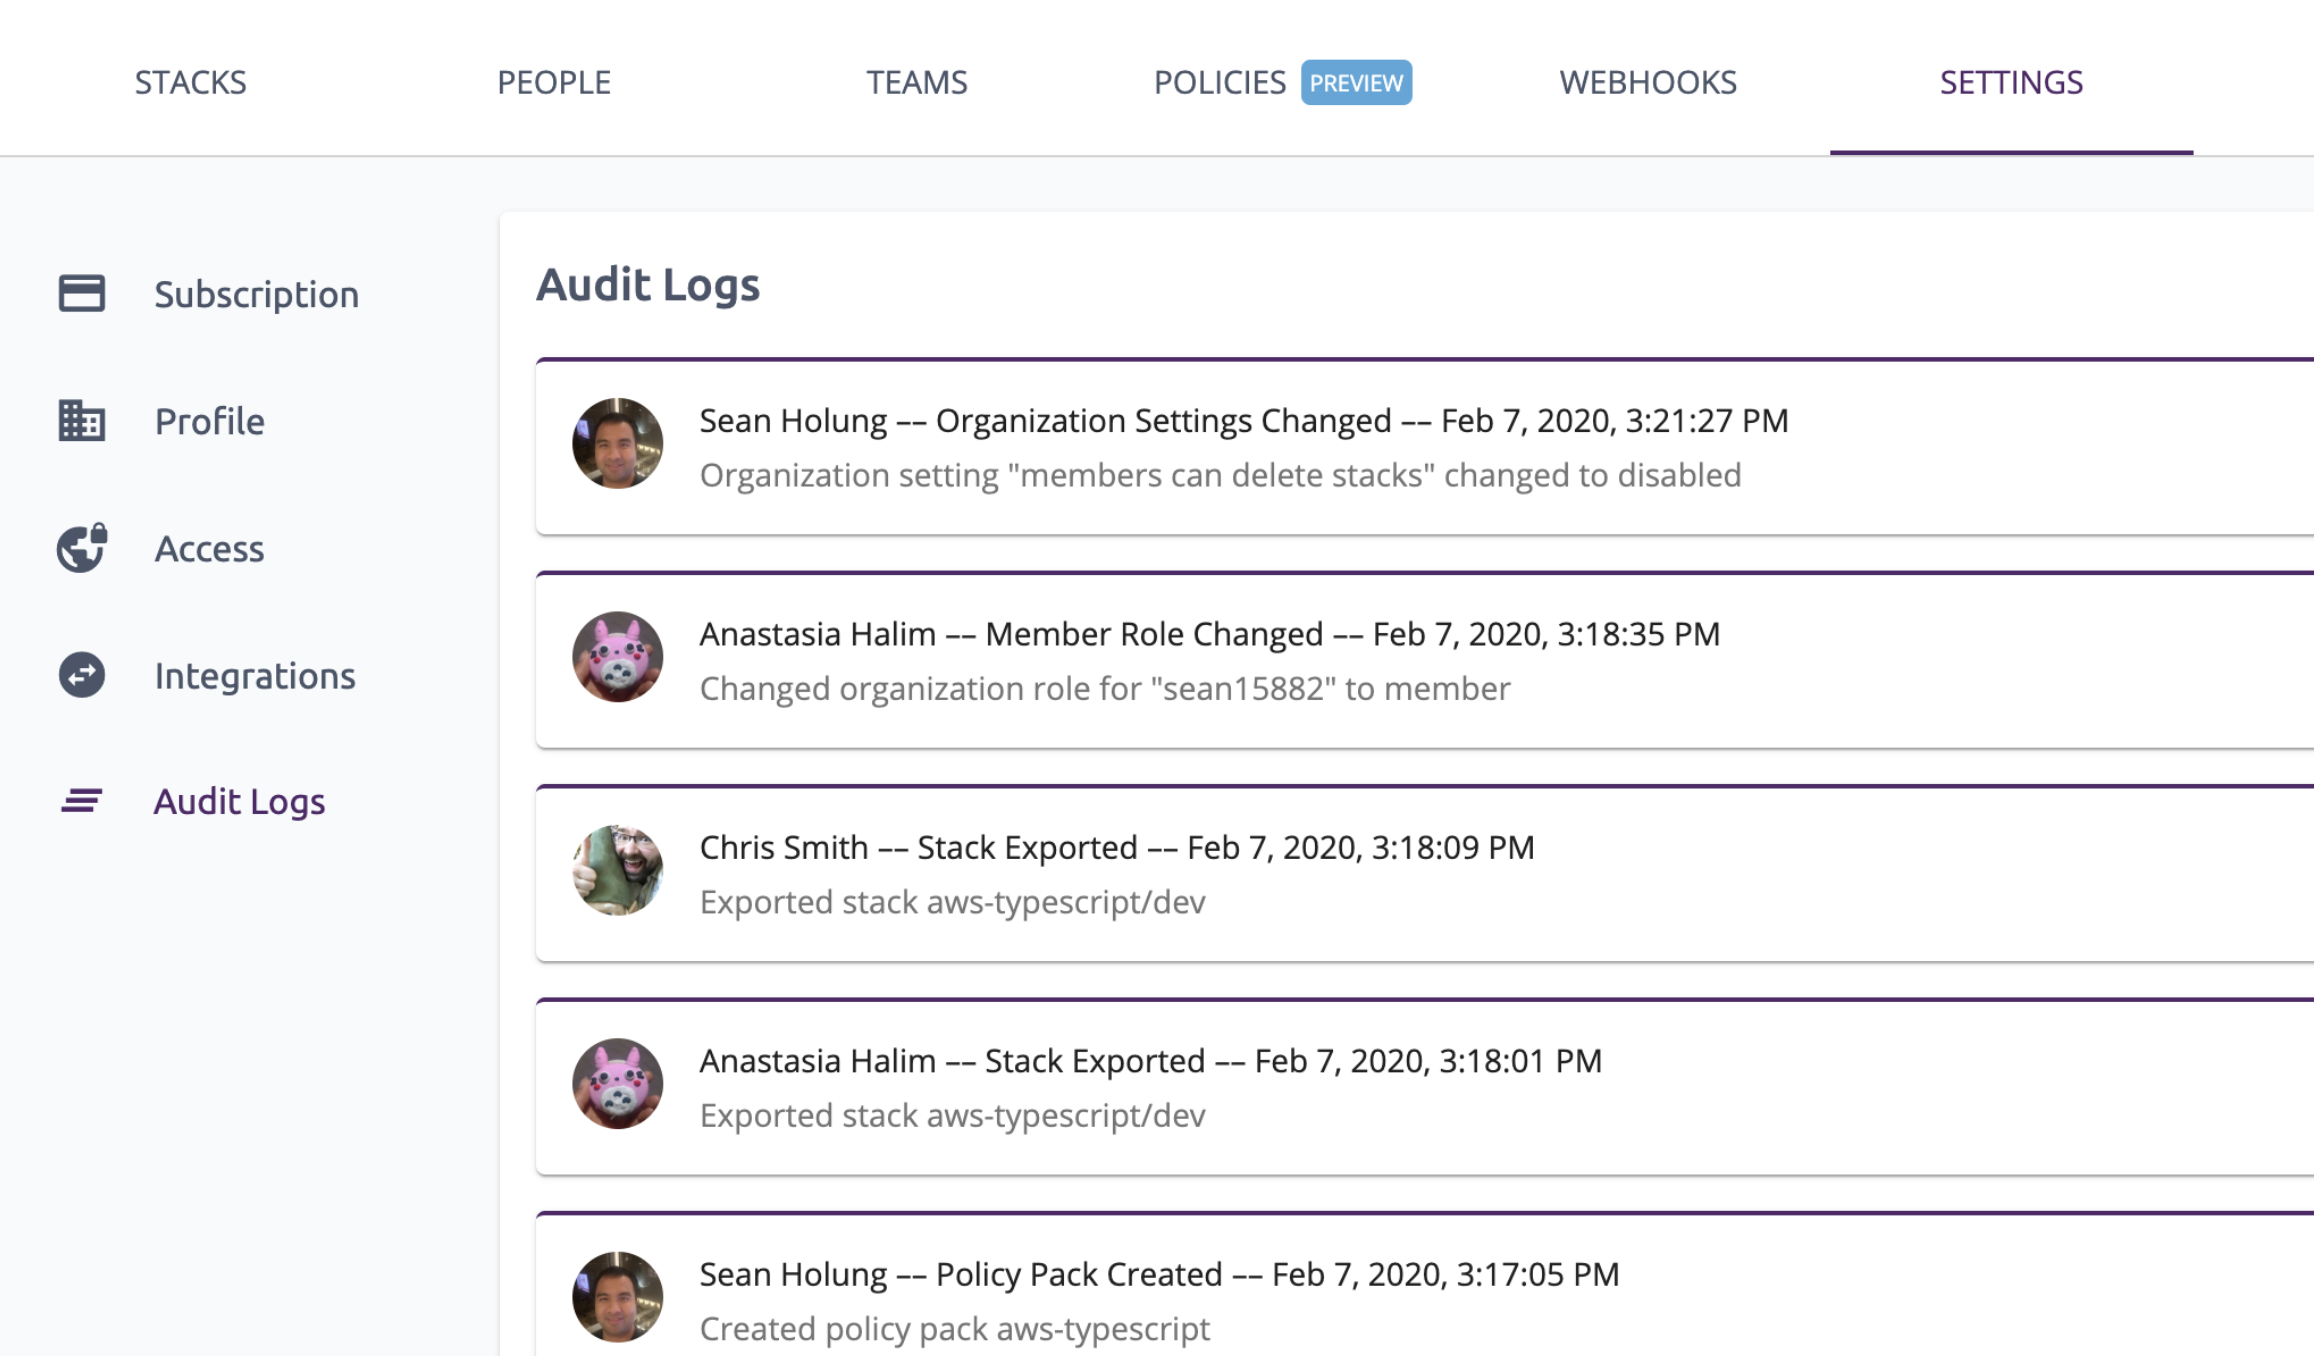 STACKS PEOPLE TEAMS POLICIES PREVIEW WEBHOOKS SETTINGS
Subscription
Profile
Access
Integrations
Audit Logs
Audit Logs
Sean Holung –– Organization Settings Changed –– Feb 7, 2020, 3:21:27 PM
Organization setting "members can delete stacks" changed to disabled
Anastasia Halim –– Member Role Changed –– Feb 7, 2020, 3:18:35 PM
Changed organization role for "sean15882" to member
Chris Smith –– Stack Exported –– Feb 7, 2020, 3:18:09 PM
Exported stack aws-typescript/dev
Anastasia Halim –– Stack Exported –– Feb 7, 2020, 3:18:01 PM
Exported stack aws-typescript/dev
Sean Holung –– Policy Pack Created –– Feb 7, 2020, 3:17:05 PM
Created policy pack aws-typescript